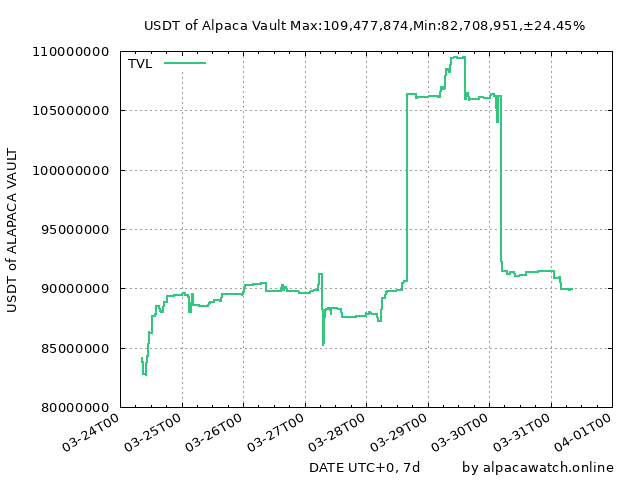 USDT of Alpaca Vault Max:109,477,874,Min:82,708,951,±24.45%
TVL
110000000
105000000
100000000
95000000
90000000
85000000
80000000
USDT of ALAPACA VAULT
03-24T00
03-25T00
03-26T00
03-27T00
03-28T00
03-29T00
03-30T00
03-31T00
04-01T00
DATE UTC+0, 7d
by alpacawatch.online